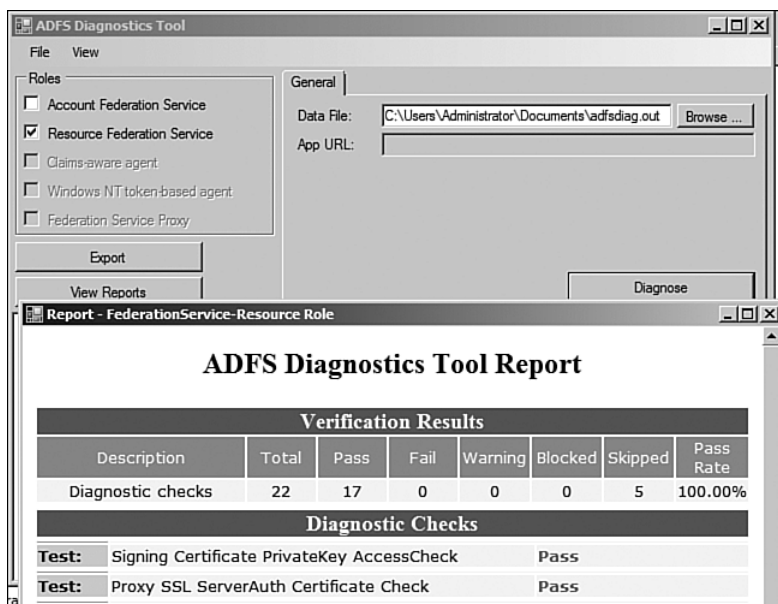 ADFS Diagnostics Tool
File View
Roles
Account Federation Service
Resource Federation Service
Claims-aware agent
Windows NT token-based agent
Federation Service Proxy
Export
View Reports
General
Data File: C:\Users\Administrator\Documents\adfsdiag.out Browse ...
App URL:
Diagnose
Report - FederationService-Resource Role
ADFS Diagnostics Tool Report
Verification Results
Description Total Pass Fail Warning Blocked Skipped Pass Rate
Diagnostic checks 22 17 0 0 0 5 100.00%
Diagnostic Checks
Test: Signing Certificate PrivateKey AccessCheck Pass
Test: Proxy SSL ServerAuth Certificate Check Pass